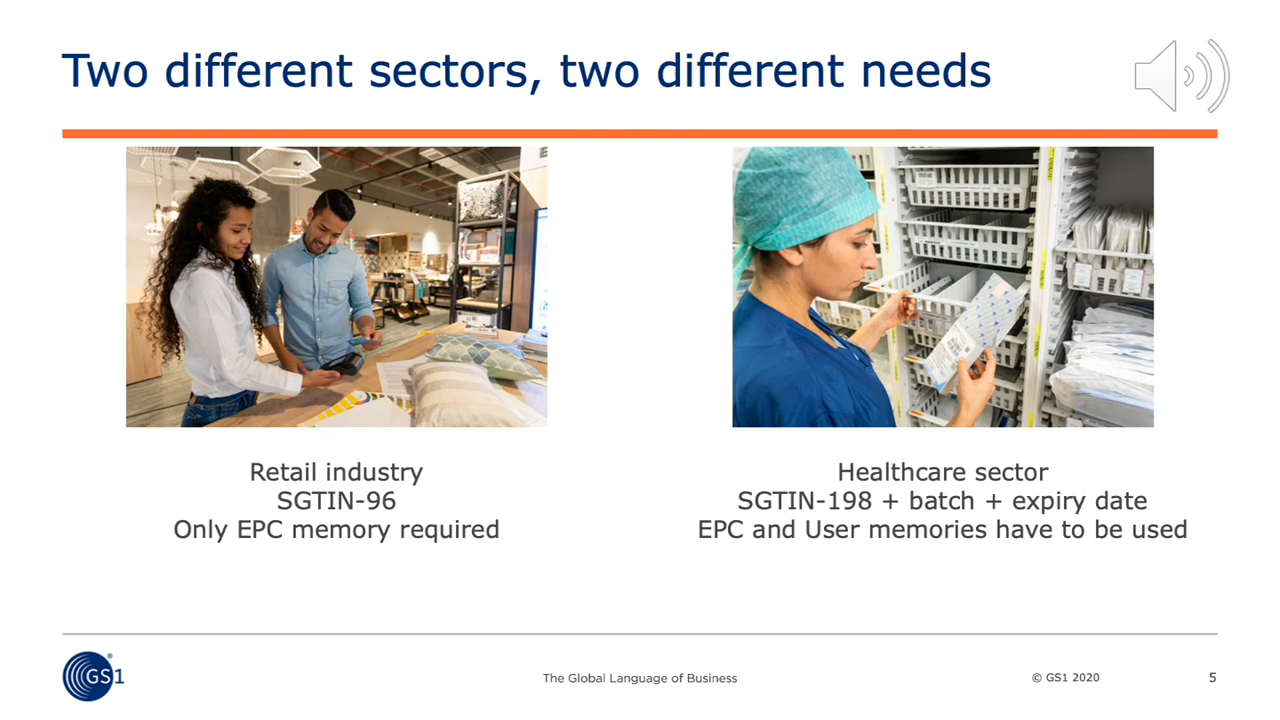 Two different sectors, two different needs
Retail industry
SGTIN-96
Only EPC memory required
Healthcare sector
SGTIN-198 + batch + expiry date
EPC and User memories have to be used
GS1
®
The Global Language of Business
© GS1 2020
5